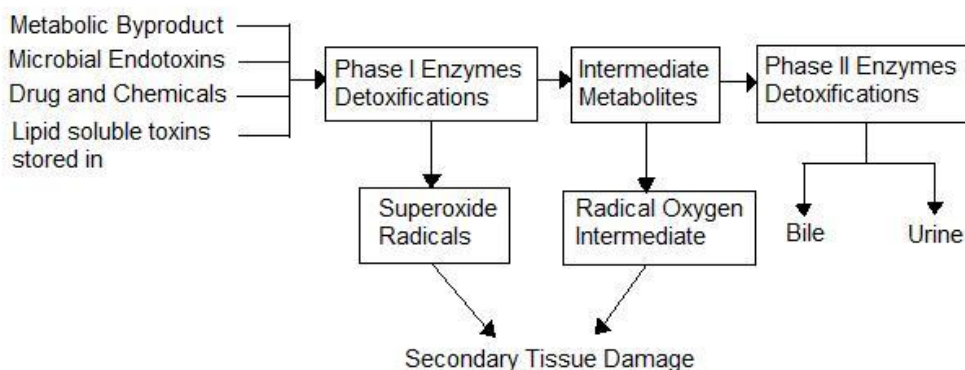 Metabolic Byproduct
Microbial Endotoxins
Drug and Chemicals
Lipid soluble toxins
stored in
Phase I Enzymes
Detoxifications
Intermediate
Metabolites
Phase II Enzymes
Detoxifications
Superoxide
Radicals
Radical Oxygen
Intermediate
Bile
Urine
Secondary Tissue Damage